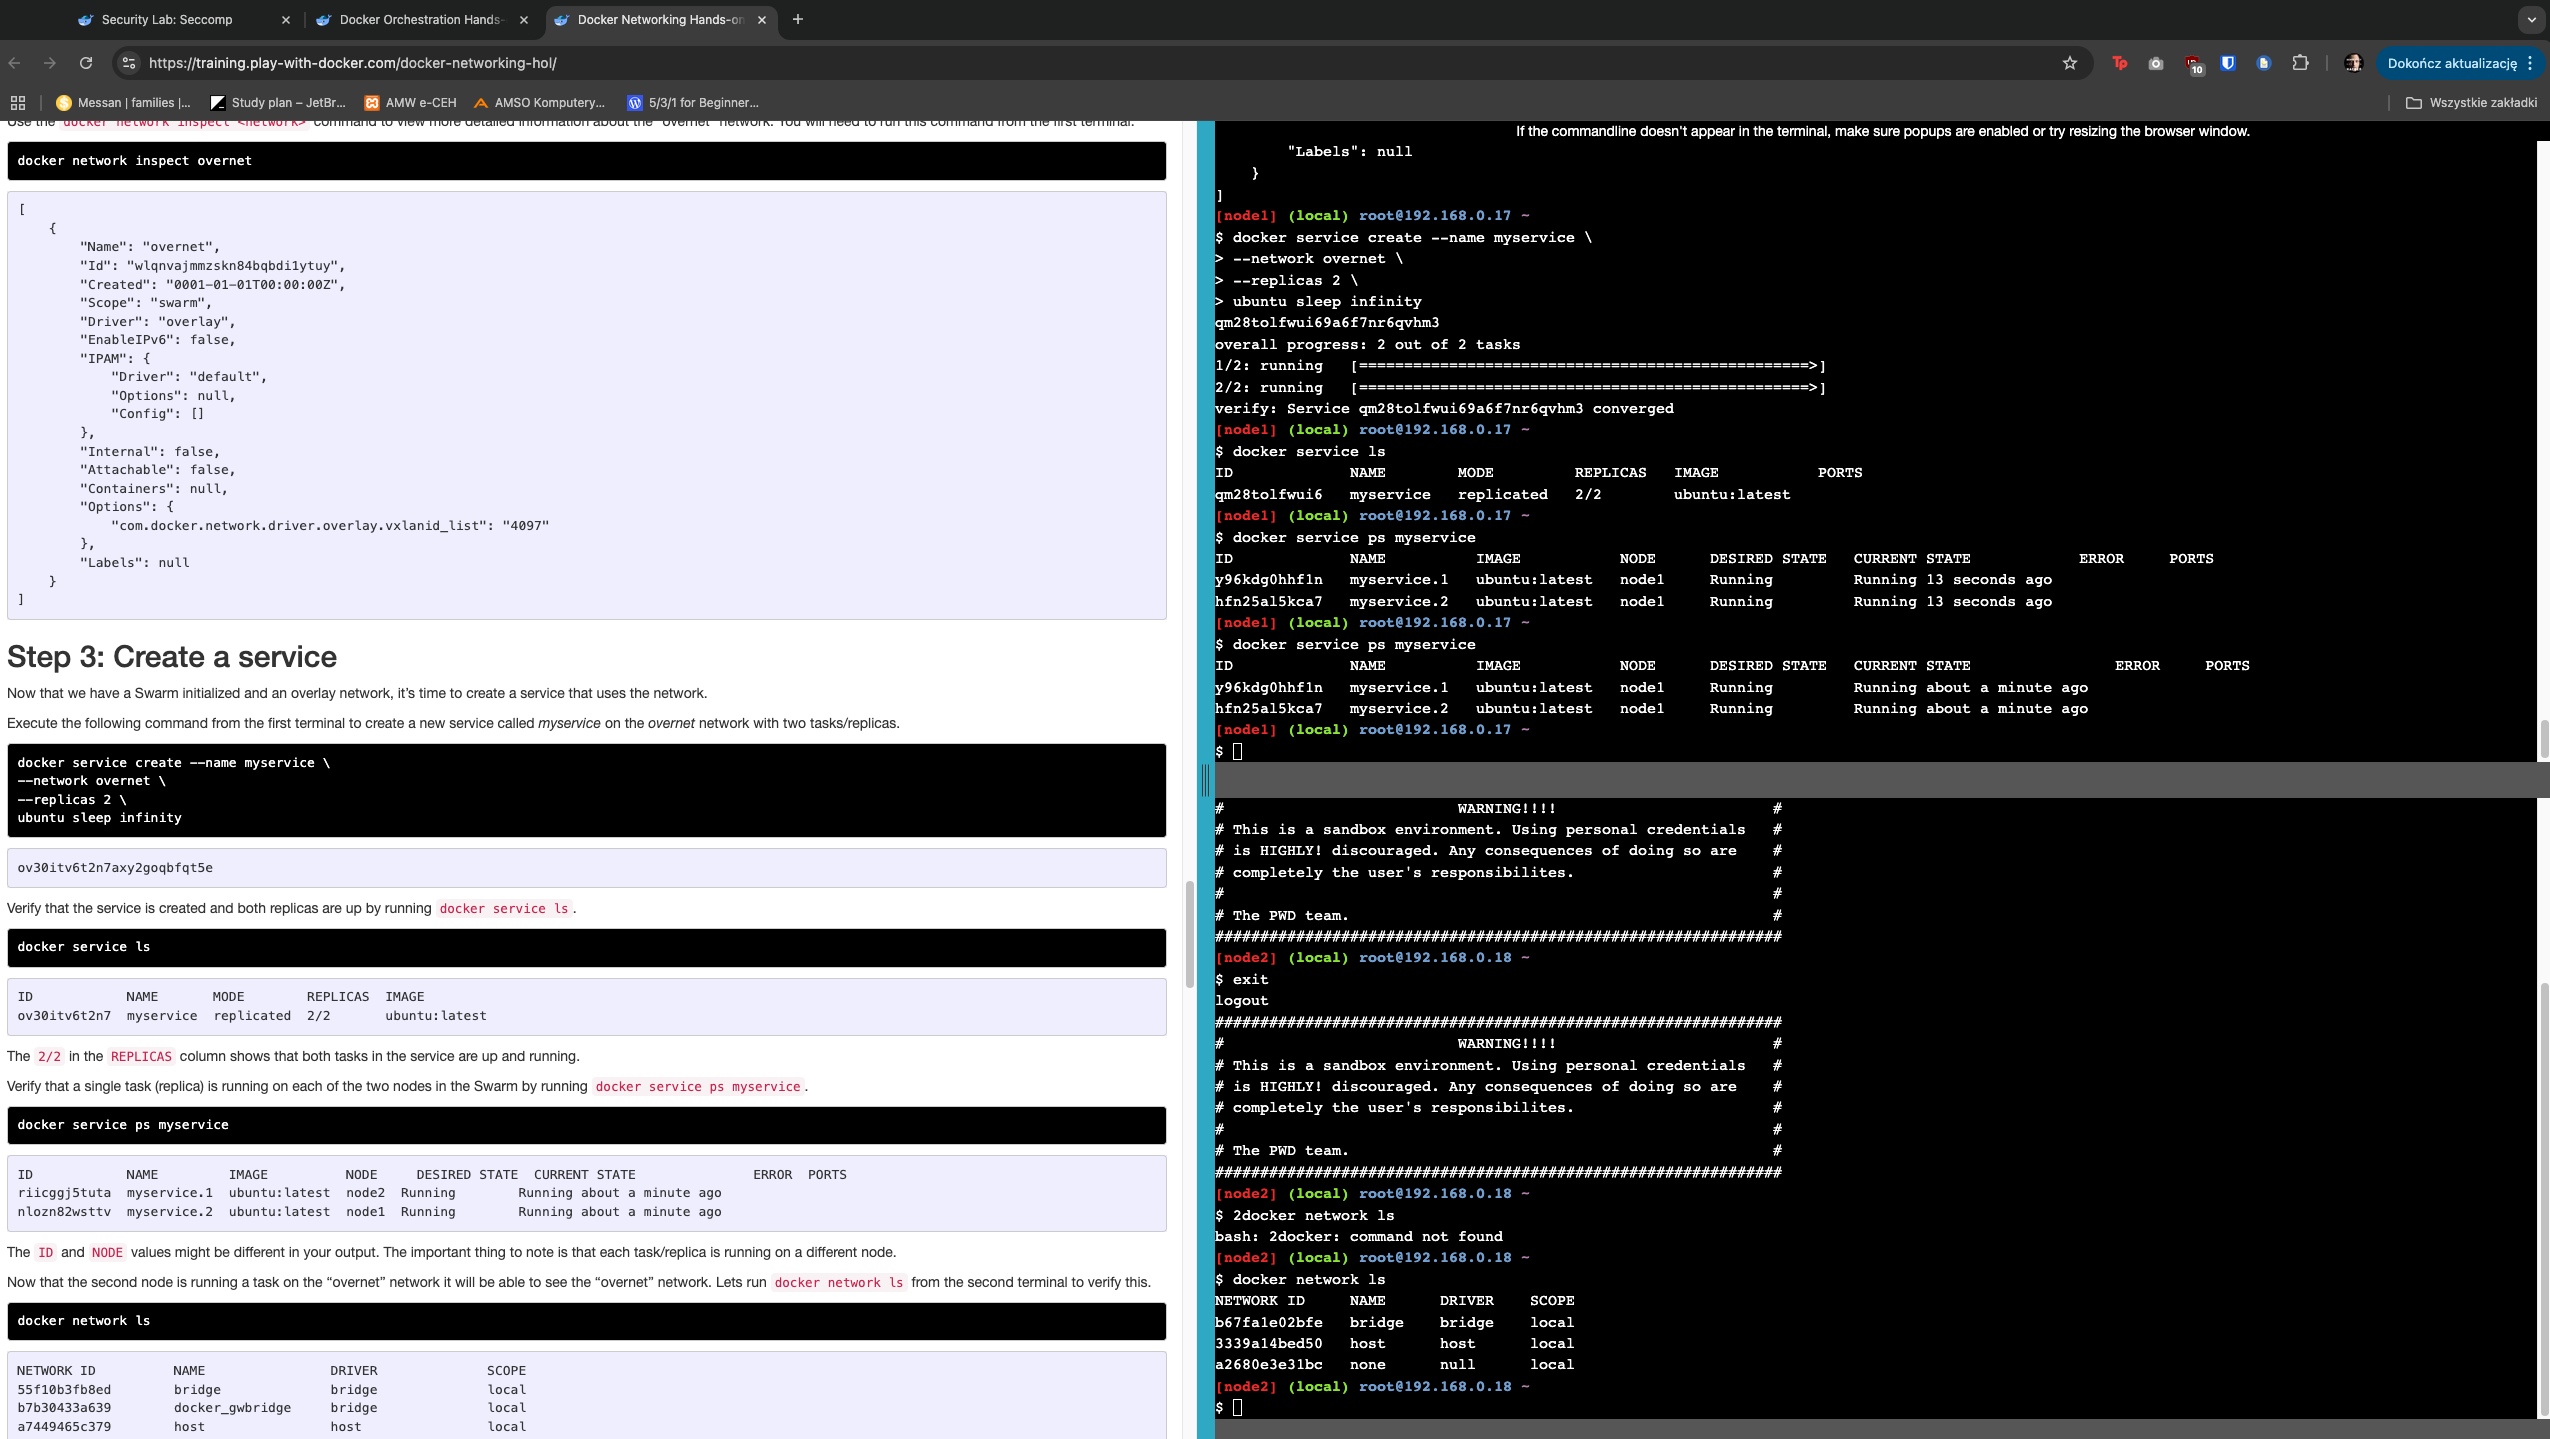 Security Lab: Seccomp
Docker Orchestration Hands-
Docker Networking Hands-on
https://training.play-with-docker.com/docker-networking-hol/
Tp
10
Dokończ aktualizację
Messan | families |...
Study plan – JetBr...
AMW e-CEH
AMSO Komputery...
5/3/1 for Beginner...
Wszystkie zakładki
Use the docker network inspect <network> command to view more detailed information about the "overnet" network. You will need to run this command from the first terminal.
docker network inspect overnet
[
{
"Name": "overnet",
"Id": "wlqnvajmmzskn84bqbdi1ytuy",
"Created": "0001-01-01T00:00:00Z",
"Scope": "swarm",
"Driver": "overlay",
"EnableIPv6": false,
"IPAM": {
"Driver": "default",
"Options": null,
"Config": []
},
"Internal": false,
"Attachable": false,
"Containers": null,
"Options": {
"com.docker.network.driver.overlay.vxlanid_list": "4097"
},
"Labels": null
}
]
Step 3: Create a service
Now that we have a Swarm initialized and an overlay network, it’s time to create a service that uses the network.
Execute the following command from the first terminal to create a new service called myservice on the overnet network with two tasks/replicas.
docker service create --name myservice \
--network overnet \
--replicas 2 \
ubuntu sleep infinity
ov30itv6t2n7axy2goqbfqt5e
Verify that the service is created and both replicas are up by running docker service ls.
docker service ls
ID NAME MODE REPLICAS IMAGE
ov30itv6t2n7 myservice replicated 2/2 ubuntu:latest
The 2/2 in the REPLICAS column shows that both tasks in the service are up and running.
Verify that a single task (replica) is running on each of the two nodes in the Swarm by running docker service ps myservice.
docker service ps myservice
ID NAME IMAGE NODE DESIRED STATE CURRENT STATE ERROR PORTS
riicggj5tuta myservice.1 ubuntu:latest node2 Running Running about a minute ago
nlozn82wsttv myservice.2 ubuntu:latest node1 Running Running about a minute ago
The ID and NODE values might be different in your output. The important thing to note is that each task/replica is running on a different node.
Now that the second node is running a task on the “overnet” network it will be able to see the “overnet” network. Lets run docker network ls from the second terminal to verify this.
docker network ls
NETWORK ID NAME DRIVER SCOPE
55f10b3fb8ed bridge bridge local
b7b30433a639 docker_gwbridge bridge local
a7449465c379 host host local
If the commandline doesn't appear in the terminal, make sure popups are enabled or try resizing the browser window.
"Labels": null
}
]
[node1] (local) root@192.168.0.17 ~
$ docker service create --name myservice \
> --network overnet \
> --replicas 2 \
> ubuntu sleep infinity
qm28tolfwui69a6f7nr6qvhm3
overall progress: 2 out of 2 tasks
1/2: running [==================================================>]
2/2: running [==================================================>]
verify: Service qm28tolfwui69a6f7nr6qvhm3 converged
[node1] (local) root@192.168.0.17 ~
$ docker service ls
ID NAME MODE REPLICAS IMAGE PORTS
qm28tolfwui6 myservice replicated 2/2 ubuntu:latest
[node1] (local) root@192.168.0.17 ~
$ docker service ps myservice
ID NAME IMAGE NODE DESIRED STATE CURRENT STATE ERROR PORTS
y96kdg0hhf1n myservice.1 ubuntu:latest node1 Running Running 13 seconds ago
hfn25al5kca7 myservice.2 ubuntu:latest node1 Running Running 13 seconds ago
[node1] (local) root@192.168.0.17 ~
$ docker service ps myservice
ID NAME IMAGE NODE DESIRED STATE CURRENT STATE ERROR PORTS
y96kdg0hhf1n myservice.1 ubuntu:latest node1 Running Running about a minute ago
hfn25al5kca7 myservice.2 ubuntu:latest node1 Running Running about a minute ago
[node1] (local) root@192.168.0.17 ~
$
# WARNING!!!! #
# This is a sandbox environment. Using personal credentials #
# is HIGHLY! discouraged. Any consequences of doing so are #
# completely the user's responsibilites. #
# #
# The PWD team. #
###############################################################
[node2] (local) root@192.168.0.18 ~
$ exit
logout
###############################################################
# WARNING!!!! #
# This is a sandbox environment. Using personal credentials #
# is HIGHLY! discouraged. Any consequences of doing so are #
# completely the user's responsibilites. #
# #
# The PWD team. #
###############################################################
[node2] (local) root@192.168.0.18 ~
$ 2docker network ls
bash: 2docker: command not found
[node2] (local) root@192.168.0.18 ~
$ docker network ls
NETWORK ID NAME DRIVER SCOPE
b67fa1e02bfe bridge bridge local
3339a14bed50 host host local
a2680e3e31bc none null local
[node2] (local) root@192.168.0.18 ~
$